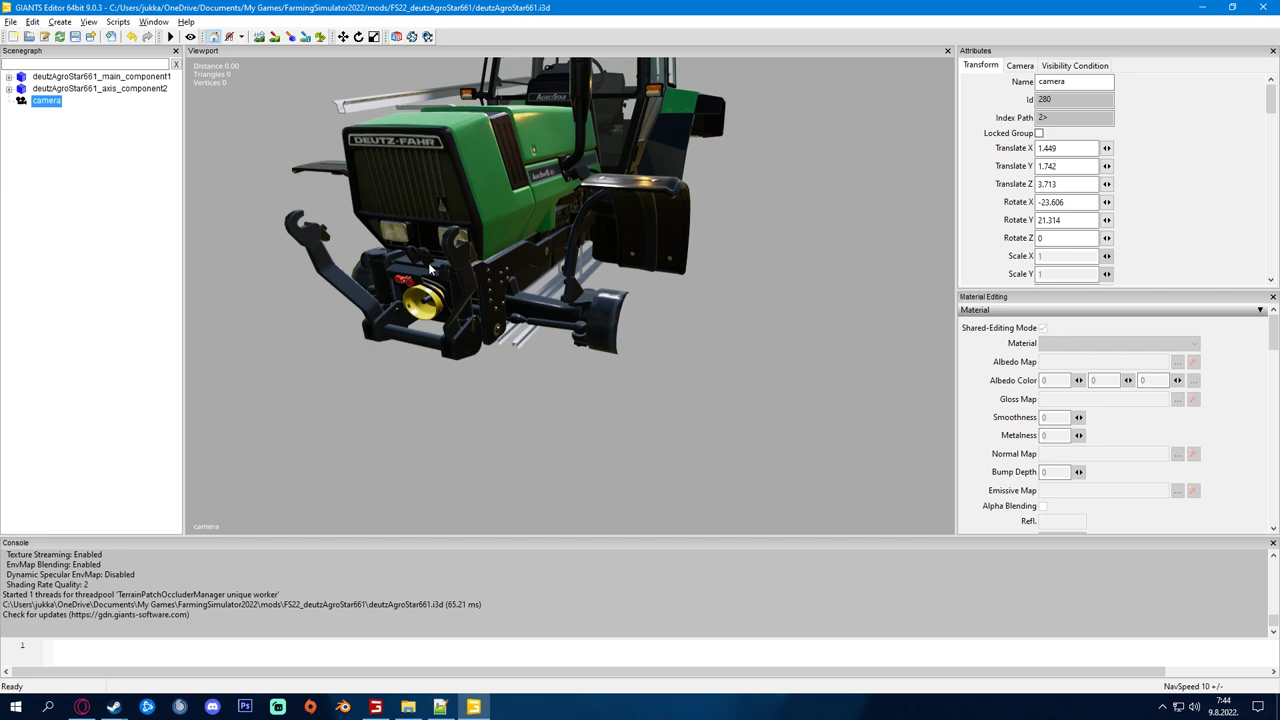 GIANTS Editor 64bit 9.0.3 - C:/Users/jukka/OneDrive/Documents/My Games/FarmingSimulator2022/mods/FS22_deutzAgroStar661/deutzAgroStar661.i3d
File Edit Create View Scripts Window Help
Scenegraph
X
deutzAgroStar661_main_component1
deutzAgroStar661_axis_component2
camera
Viewport
Distance 0.00
Triangles 0
Vertices 0
AGROSTAR
DEUTZ-FAHR
camera
Attributes
Transform Camera Visibility Condition
Name camera
Id 280
Index Path 2>
Locked Group
Translate X 1.449
Translate Y 1.742
Translate Z 3.713
Rotate X -23.606
Rotate Y 21.314
Rotate Z 0
Scale X 1
Scale Y 1
Material Editing
Material
Shared-Editing Mode
Material
Albedo Map ...
Albedo Color 0 0 0 ...
Gloss Map ...
Smoothness 0
Metalness 0
Normal Map ...
Bump Depth 0
Emissive Map ...
Alpha Blending
Refl.
Console
Texture Streaming: Enabled
EnvMap Blending: Enabled
Dynamic Specular EnvMap: Disabled
Shading Rate Quality: 2
Started 1 threads for threadpool 'TerrainPatchOccluderManager unique worker'
C:\Users\jukka\OneDrive\Documents\My Games\FarmingSimulator2022\mods\FS22_deutzAgroStar661\deutzAgroStar661.i3d (65.21 ms)
Check for updates (https://gdn.giants-software.com)
1
Ready
NavSpeed 10 +/-
7:44
9.8.2022.